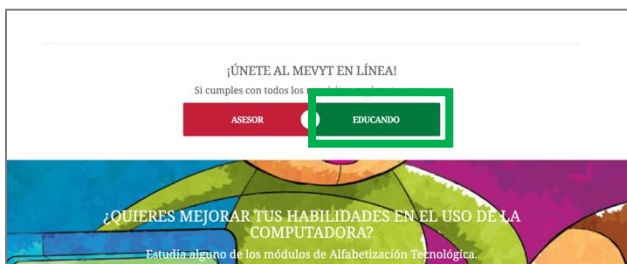 ¡ÚNETE AL MEVYT EN LÍNEA!
Si cumples con todos los
ASESOR
EDUCANDO
¿QUIERES MEJORAR TUS HABILIDADES EN EL USO DE LA
COMPUTADORA?
Estudia alguno de los módulos de Alfabetización Tecnológica.